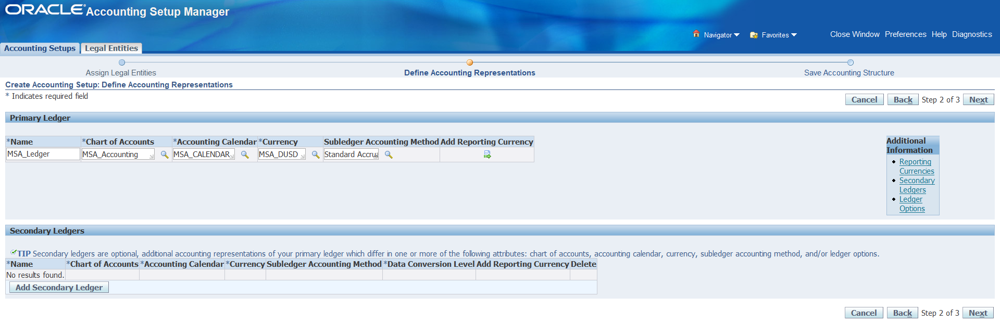 ORACLE® Accounting Setup Manager
Navigator Favorites Close Window Preferences Help Diagnostics
Accounting Setups Legal Entities
Assign Legal Entities Define Accounting Representations Save Accounting Structure
Create Accounting Setup: Define Accounting Representations
* Indicates required field
Cancel Back Step 2 of 3 Next
Primary Ledger
*Name *Chart of Accounts *Accounting Calendar *Currency Subledger Accounting Method Add Reporting Currency
MSA_Ledger MSA_Accounting MSA_CALENDAR MSA_DUSD Standard Accrua
Additional
Information
Reporting
Currencies
Secondary
Ledgers
Ledger
Options
Secondary Ledgers
TIP Secondary ledgers are optional, additional accounting representations of your primary ledger which differ in one or more of the following attributes: chart of accounts, accounting calendar, currency, subledger accounting method, and/or ledger options.
*Name *Chart of Accounts *Accounting Calendar *Currency Subledger Accounting Method *Data Conversion Level Add Reporting Currency Delete
No results found.
Add Secondary Ledger
Cancel Back Step 2 of 3 Next